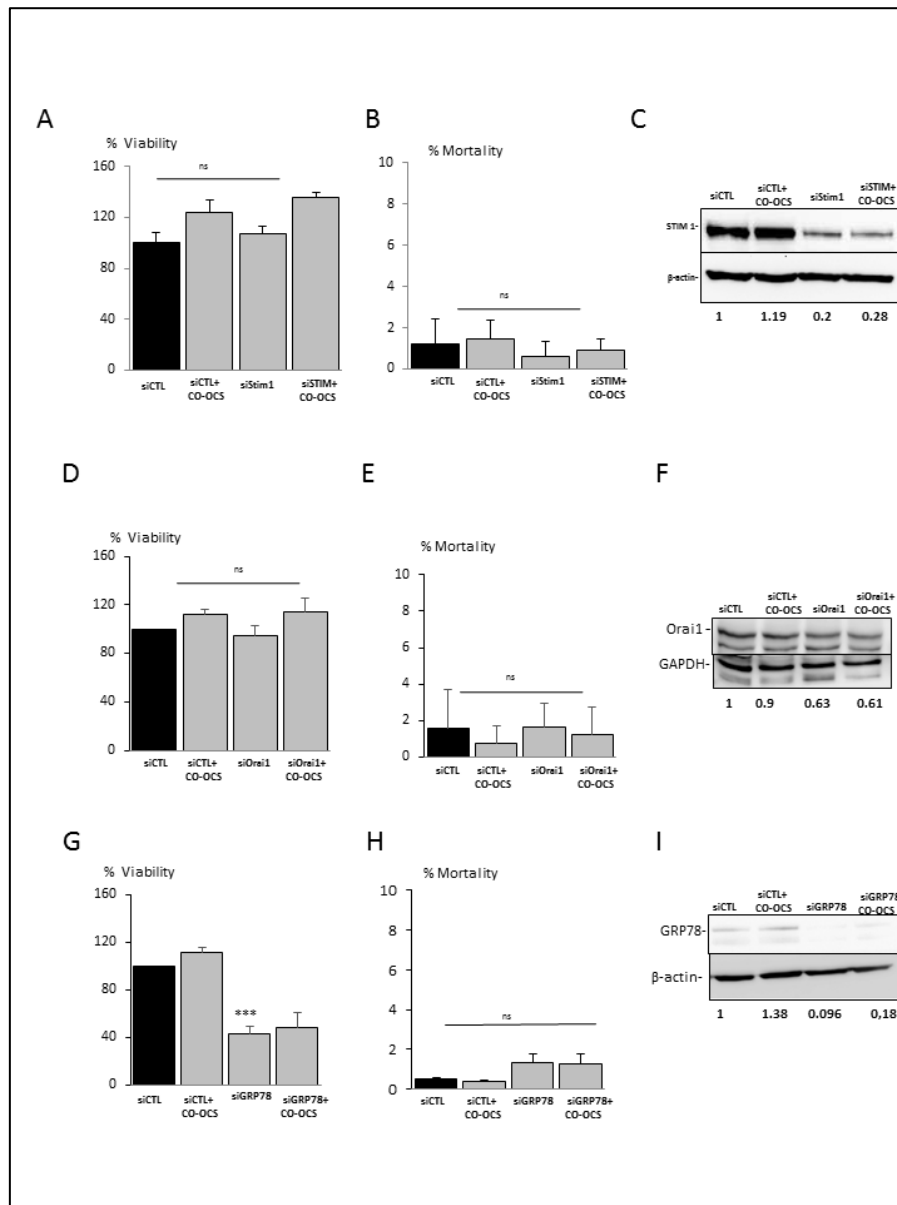 A
B
C
% Viability
ns
160
120
80
40
0
siCTL
siCTL+
CO-OCS
siStim1
siSTIM+
CO-OCS
% Mortality
10
8
6
4
2
0
ns
siCTL
siCTL+
CO-OCS
siStim1
siSTIM+
CO-OCS
siCTL
siCTL+
CO-OCS
siStim1
siSTIM+
CO-OCS
STIM 1-
β-actin-
1 1.19 0.2 0.28
D
E
F
% Viability
160
120
80
40
0
ns
siCTL
siCTL+
CO-OCS
siOrai1
siOrai1+
CO-OCS
% Mortality
10
8
6
4
2
0
ns
siCTL
siCTL+
CO-OCS
siOrai1
siOrai1+
CO-OCS
siCTL
siCTL+
CO-OCS
siOrai1
siOrai1+
CO-OCS
Orai1 -
GAPDH-
1 0.9 0.63 0.61
G
H
I
% Viability
160
120
80
40
0
***
siCTL
siCTL+
CO-OCS
siGRP78
siGRP78+
CO-OCS
% Mortality
10
8
6
4
2
0
ns
siCTL
siCTL+
CO-OCS
siGRP78
siGRP78+
CO-OCS
siCTL
siCTL+
CO-OCS
siGRP78
siGRP78
CO-OCS
GRP78-
β-actin-
1 1.38 0.096 0,18